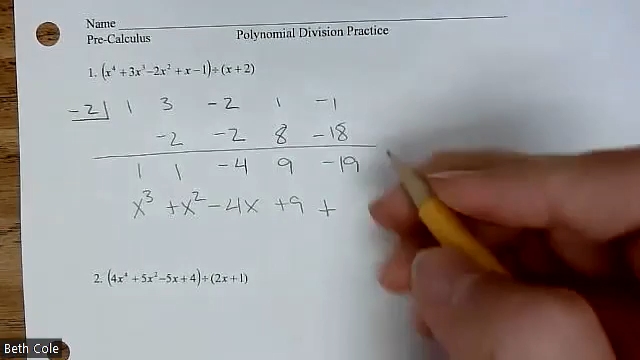 Name
Pre-Calculus Polynomial Division Practice
1. (x⁴ + 3x³ − 2x² + x − 1) ÷ (x + 2)
-2| 1 3 -2 1 -1
-2 -2 8 -18
1 1 -4 9 -19
x³ + x² - 4x + 9 +
2. (4x⁴ + 5x² − 5x + 4) ÷ (2x + 1)
Beth Cole